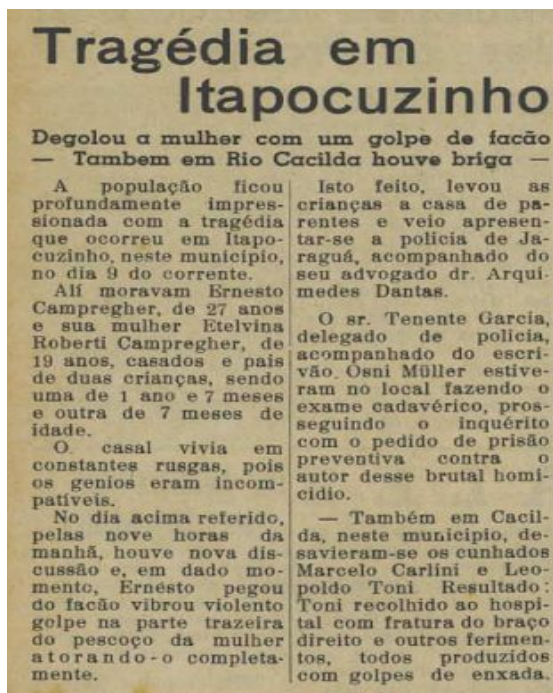 Tragédia em
Itapocuzinho
Degolou a mulher com um golpe de facão
— Tambem em Rio Cacilda houve briga —
A população ficou
profundamente impres-
sionada com a tragédia
que ocorreu em Itapo-
cuzinho, neste município,
no dia 9 do corrente.
Alí moravam Ernesto
Campregher, de 27 anos
e sua mulher Etelvina
Roberti Campregher, de
19 anos, casados e pais
de duas crianças, sendo
uma de 1 ano e 7 meses
e outra de 7 meses de
idade.
O casal vivia em
constantes rusgas, pois
os genios eram incom-
pativeis.
No dia acima referido,
pelas nove horas da
manhã, houve nova dis-
cussão e, em dado mo-
mento, Ernesto pegou
do facão vibrou violento
golpe na parte trazeira
do pescoço da mulher
atorando-o completa-
mente.
Isto feito, levou as
crianças a casa de pa-
rentes e veio apresen-
tar-se a policia de Ja-
raguá, acompanhado do
seu advogado dr. Arqui-
medes Dantas.
O sr. Tenente Garcia,
delegado de policia,
acompanhado do escri-
vão Osni Müller estive-
ram no local fazendo o
exame cadavérico, pros-
seguindo o inquérito
com o pedido de prisão
preventiva contra o
autor desse brutal homi-
cidio.
— Também em Cacil-
da, neste municipio, de-
savieram-se os cunhados
Marcelo Carlini e Leo-
poldo Toni Resultado:
Toni recolhido ao hospi-
tal com fratura do braço
direito e outros ferimen-
tos, todos produzidos
com golpes de enxada.